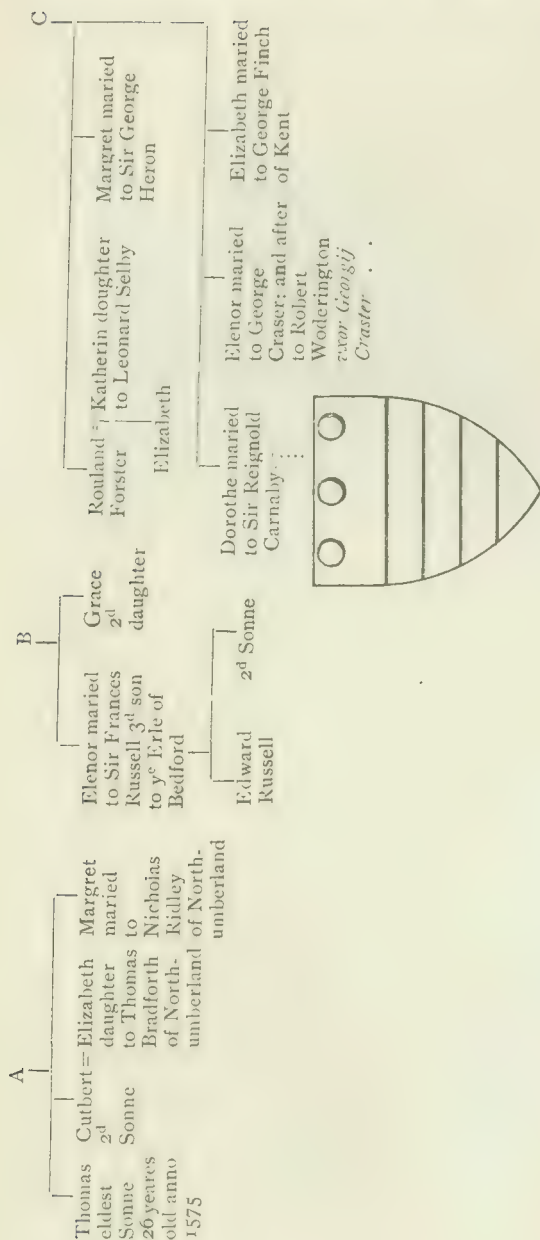 A
Thomas
eldest
Sonne
26 yeares
old anno
1575
Cutbert=Elizabeth
2d
Sonne
daughter
to Thomas
Bradforth
of North-
umberland
Margret
maried
to
Nicholas
Ridley
of North-
umberland
B
Elenor maried
to Sir Frances
Russell 3d son
to ye Erle of
Bedford
Grace
2d
daughter
Edward
Russell
2d Sonne
C
Rouland =
Forster
Katherin doughter
to Leonard Selby
Elizabeth
Margret maried
to Sir George
Heron
Dorothe maried
to Sir Reignold
Carnaby . . .
Elenor maried
to George
Craser: and after
to Robert
Woderington
vxor Georgij
Craster . .
Elizabeth maried
to George Finch
of Kent